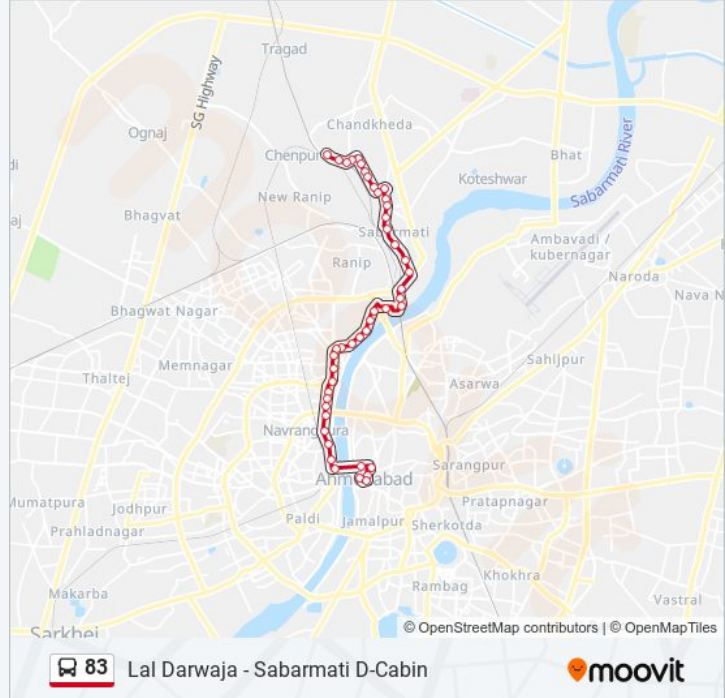 Tragad
SG Highway
Chandkheda
Ognaj
Chenpur
Bhat
Koteshwar
Sabarmati River
New Ranip
Bhagvat
Sabarmati
Ambavadi /
kubernagar
Ranip
Naroda
Nava N
Bhagwat Nagar
Memnagar
Sahijpur
Thaltej
Asarwa
Navrangpura
Sarangpur
Ahmedabad
Mumatpura
Jodhpur
Pratapnagar
Paldi
Jamalpur
Sherkotda
Prahladnagar
Khokhra
Rambag
Makarba
Vastral
Sarkhej
© OpenStreetMap contributors | © OpenMapTiles
83 Lal Darwaja - Sabarmati D-Cabin
moovit